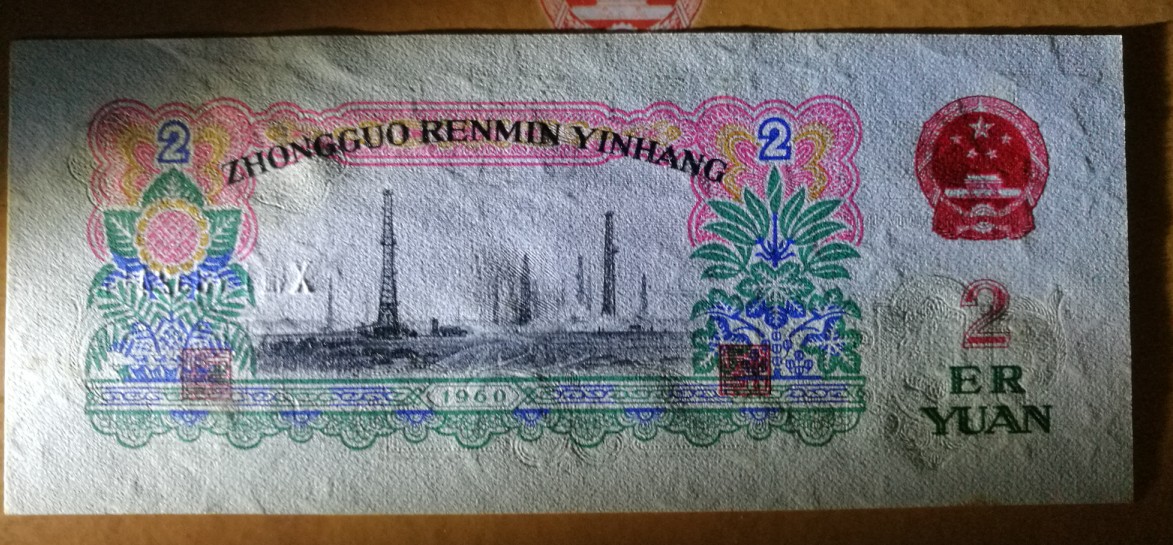 2
ZHONGGUO RENMIN YINHANG
2
1960
2
ER
YUAN